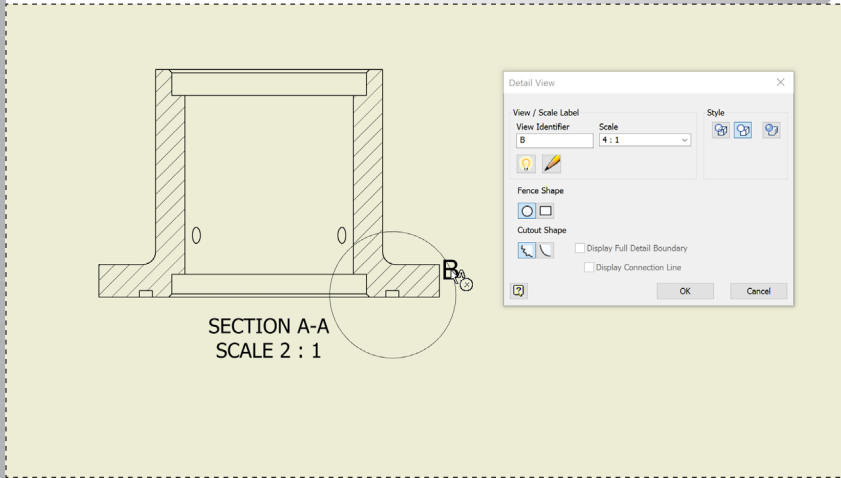 Detail View
View / Scale Label
Style
View Identifier
Scale
B
4 : 1
Fence Shape
Cutout Shape
Display Full Detail Boundary
Display Connection Line
OK
Cancel
B
SECTION A-A
SCALE 2 : 1